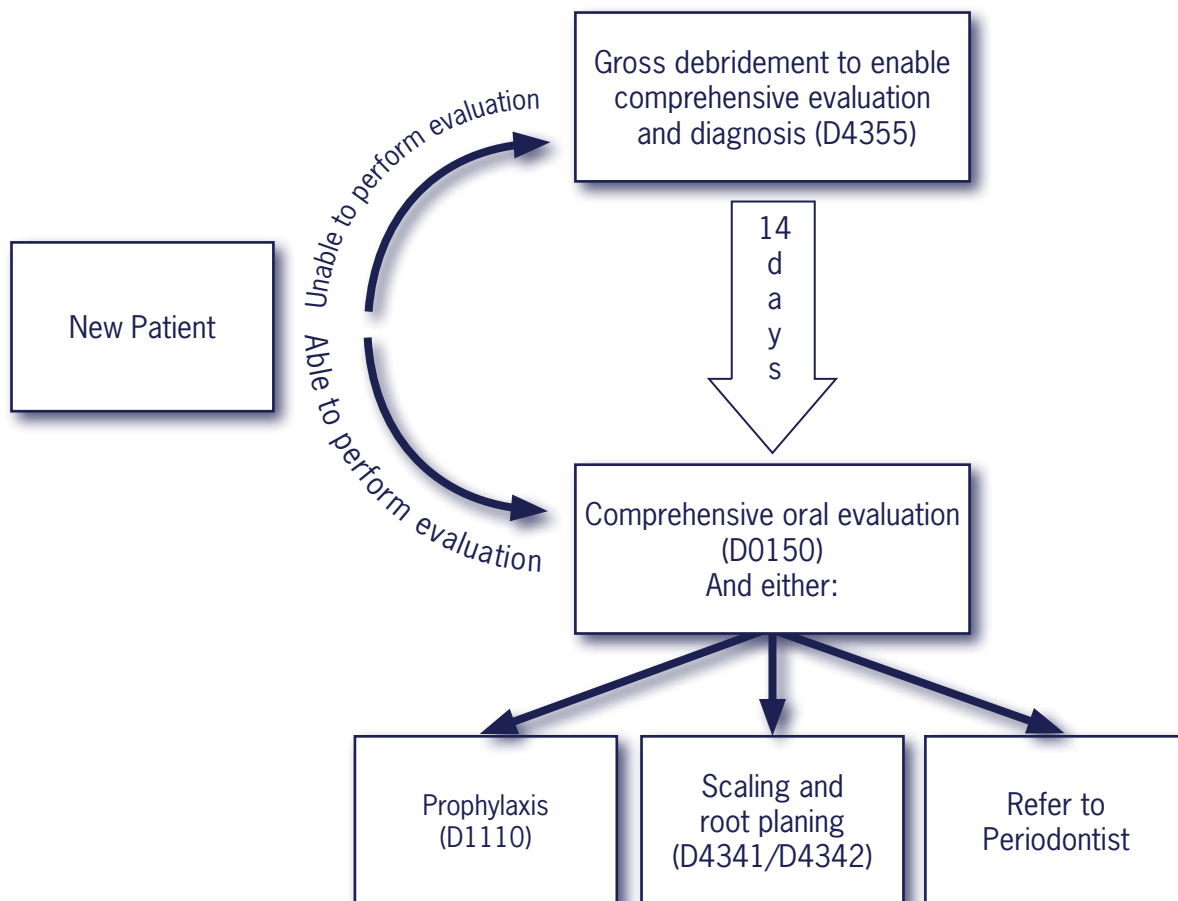 Gross debridement to enable
comprehensive evaluation
and diagnosis (D4355)
Unable to perform evaluation
14
d
a
y
s
New Patient
Able to perform evaluation
Comprehensive oral evaluation
(D0150)
And either:
Prophylaxis
(D1110)
Scaling and
root planing
(D4341/D4342)
Refer to
Periodontist